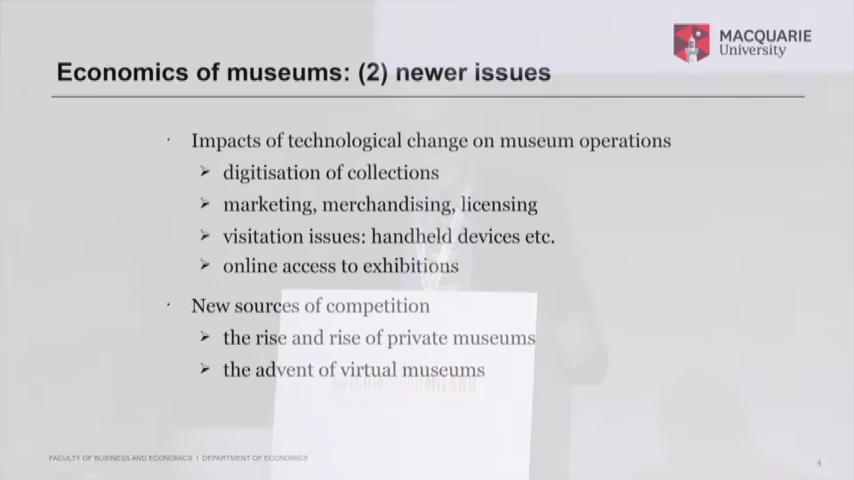 MACQUARIE
University
Economics of museums: (2) newer issues
· Impacts of technological change on museum operations
➢ digitisation of collections
➢ marketing, merchandising, licensing
➢ visitation issues: handheld devices etc.
➢ online access to exhibitions
· New sources of competition
➢ the rise and rise of private museums
➢ the advent of virtual museums
FACULTY OF BUSINESS AND ECONOMICS | DEPARTMENT OF ECONOMICS
4